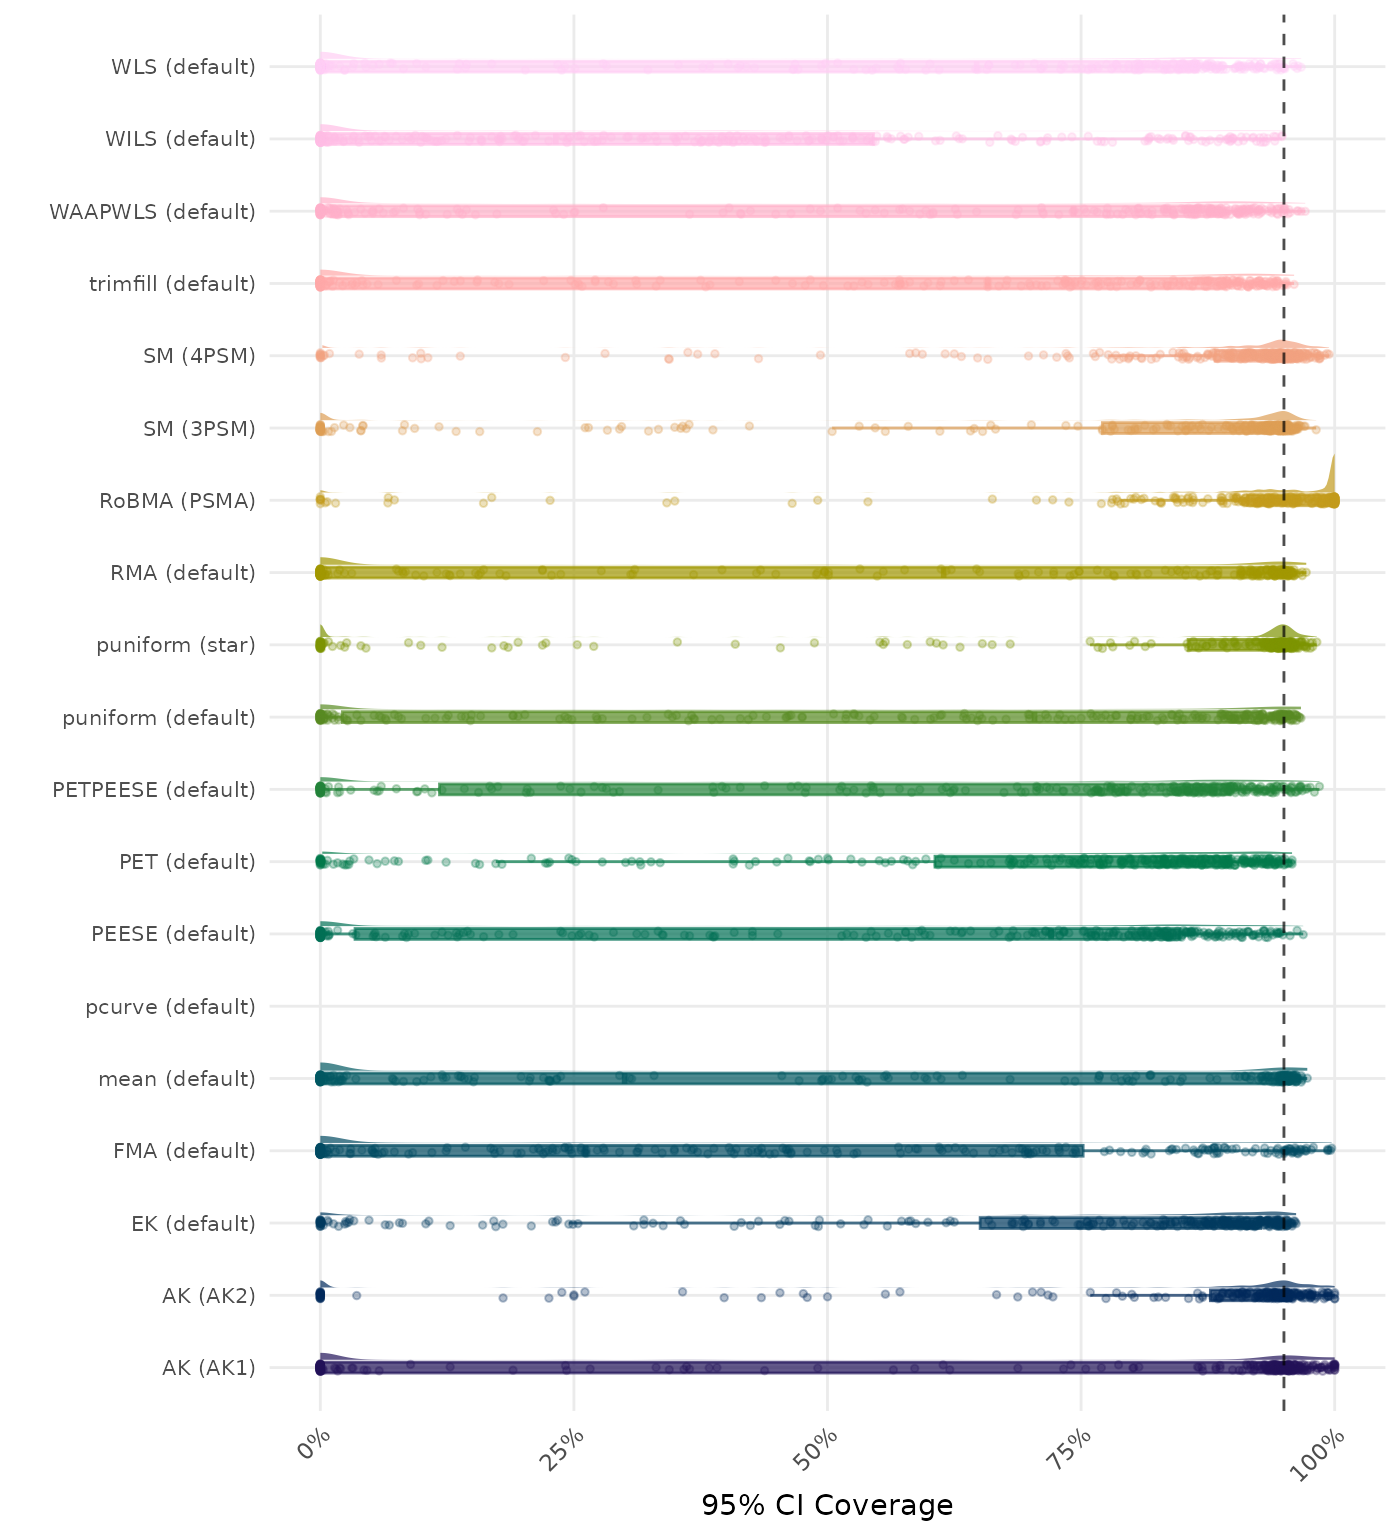 WLS (default)
WILS (default)
WAAPWLS (default)
trimfill (default)
SM (4PSM)
SM (3PSM)
RoBMA (PSMA)
RMA (default)
puniform (star)
puniform (default)
PETPEESE (default)
PET (default)
PEESE (default)
pcurve (default)
mean (default)
FMA (default)
EK (default)
AK (AK2)
AK (AK1)
0% 25% 50% 75% 100%
95% CI Coverage